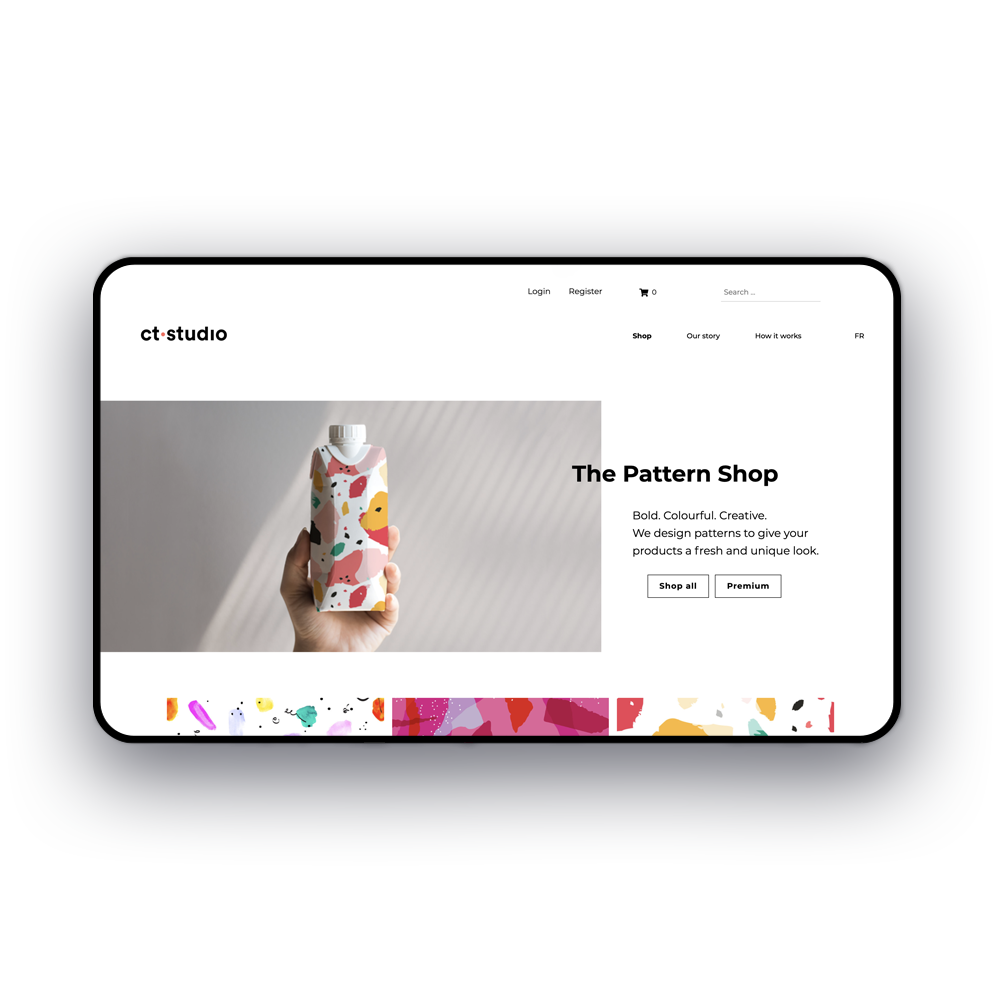 Login Register 0 Search ...
ct·studio Shop Our story How it works FR
The Pattern Shop
Bold. Colourful. Creative.
We design patterns to give your
products a fresh and unique look.
Shop all Premium